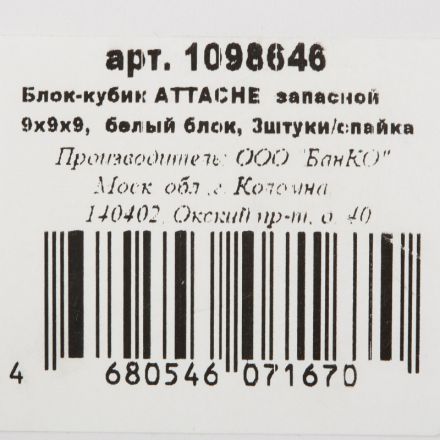 арт. 1098646
Блок-кубик ATTACHE запасной
9х9х9, белый блок, 3штуки/спайка
Производитель: ООО "БанКО"
Моск. обл., г. Коломна,
140402, Окский пр-т, д. 40
4 680546 071670